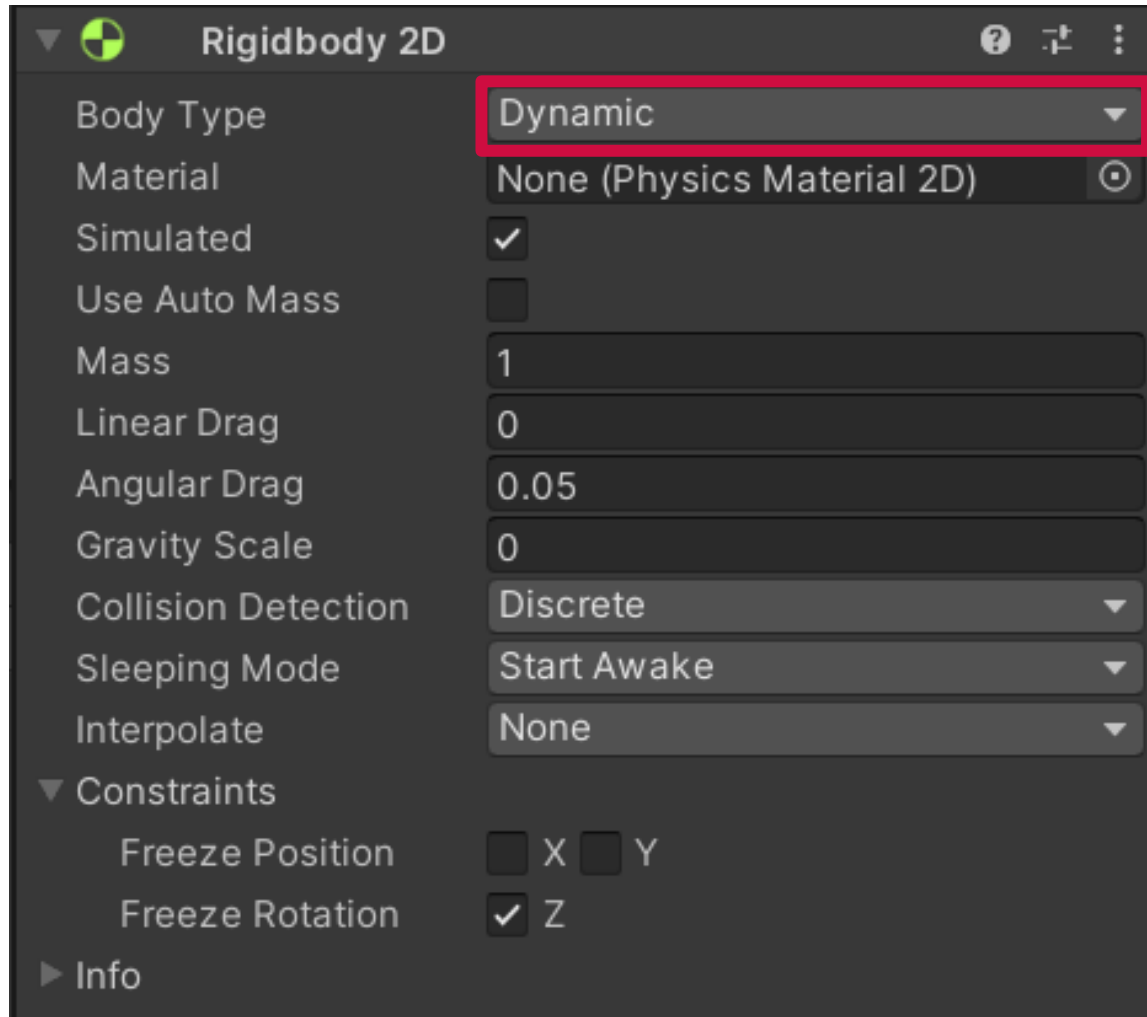 Rigidbody 2D
Body Type Dynamic
Material None (Physics Material 2D)
Simulated
Use Auto Mass
Mass 1
Linear Drag 0
Angular Drag 0.05
Gravity Scale 0
Collision Detection Discrete
Sleeping Mode Start Awake
Interpolate None
Constraints
Freeze Position X Y
Freeze Rotation Z
Info